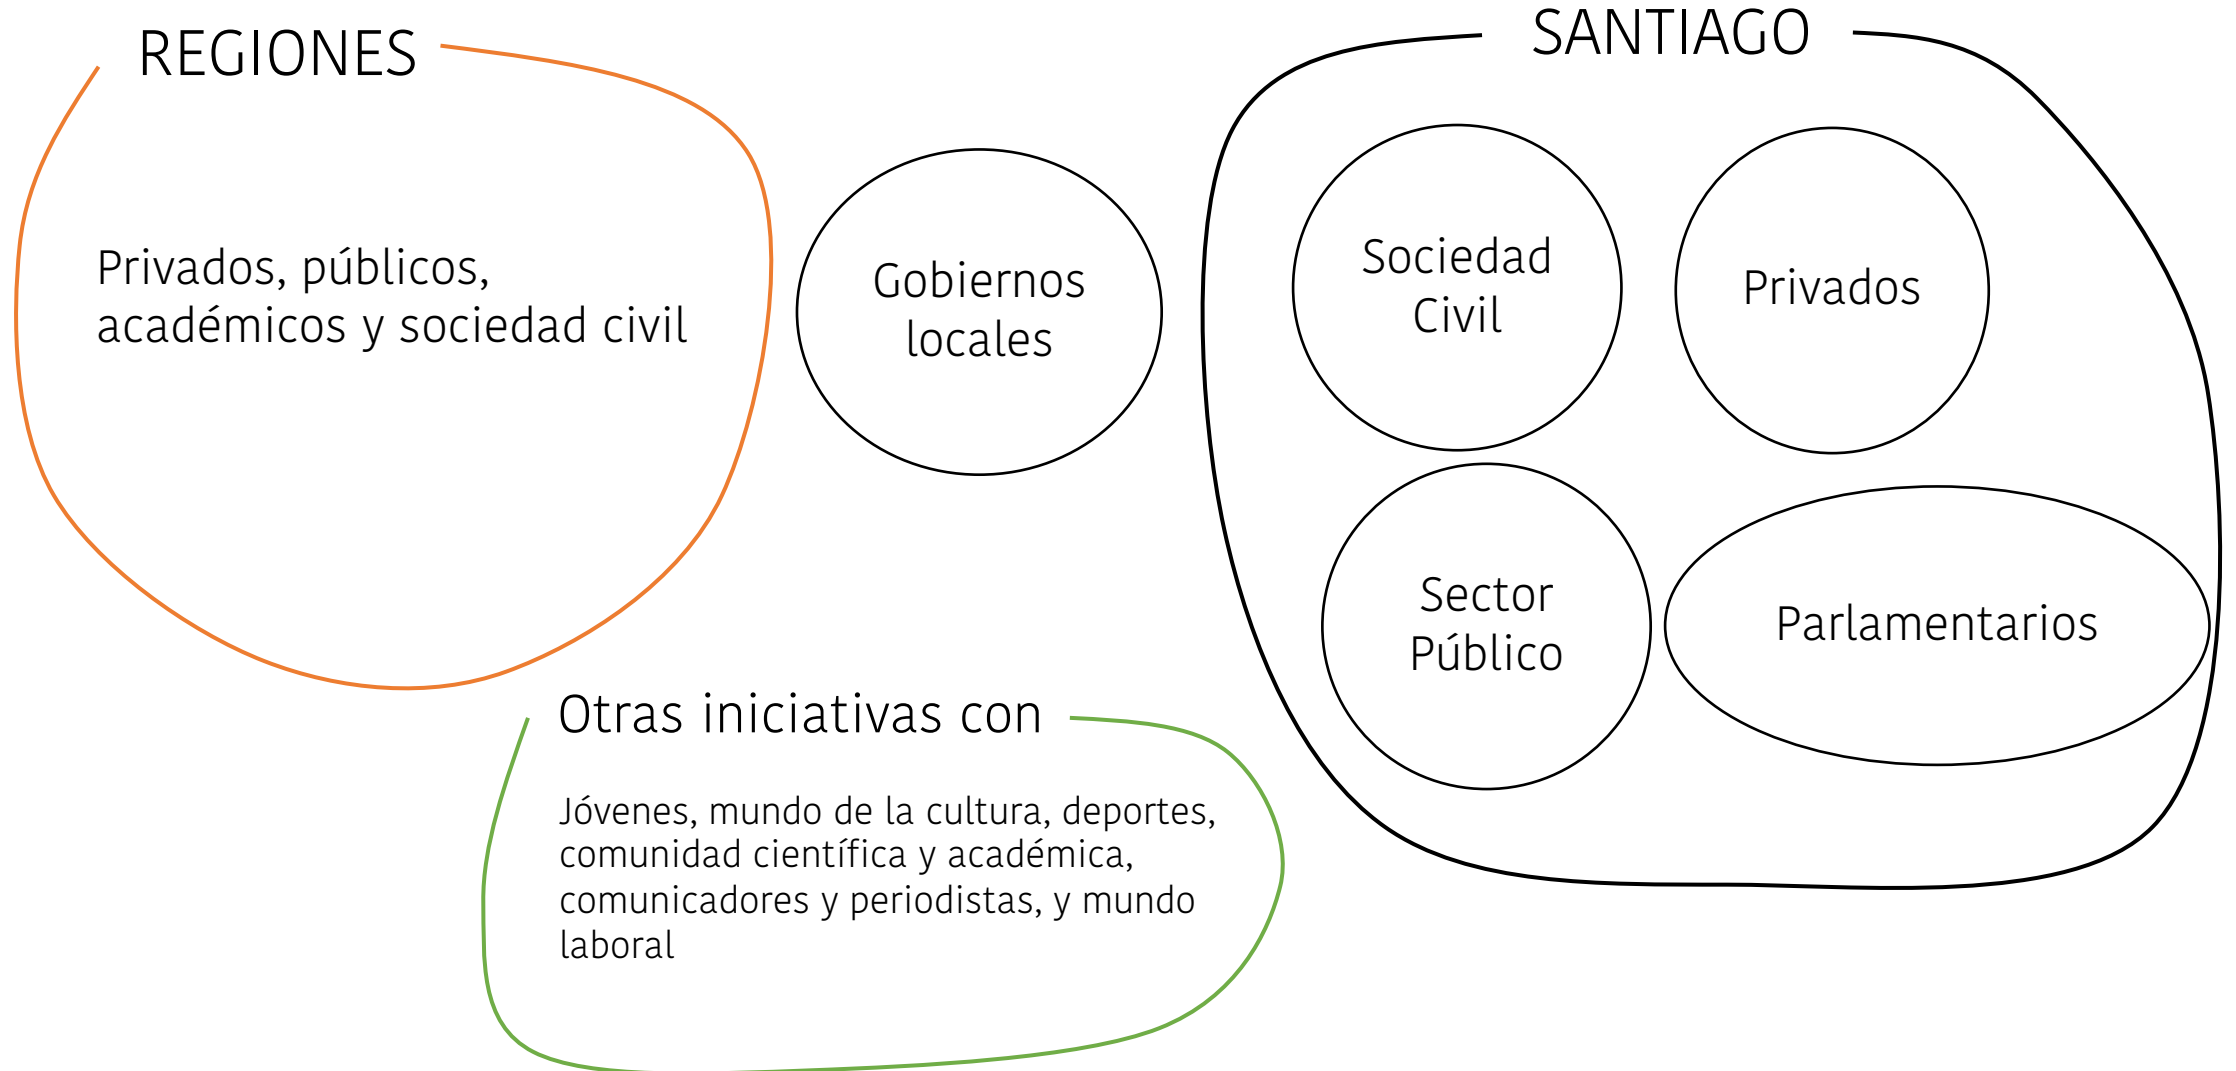 REGIONES
Privados, públicos,
académicos y sociedad civil
Gobiernos
locales
SANTIAGO
Sociedad
Civil
Privados
Sector
Público
Parlamentarios
Otras iniciativas con
Jóvenes, mundo de la cultura, deportes,
comunidad científica y académica,
comunicadores y periodistas, y mundo
laboral